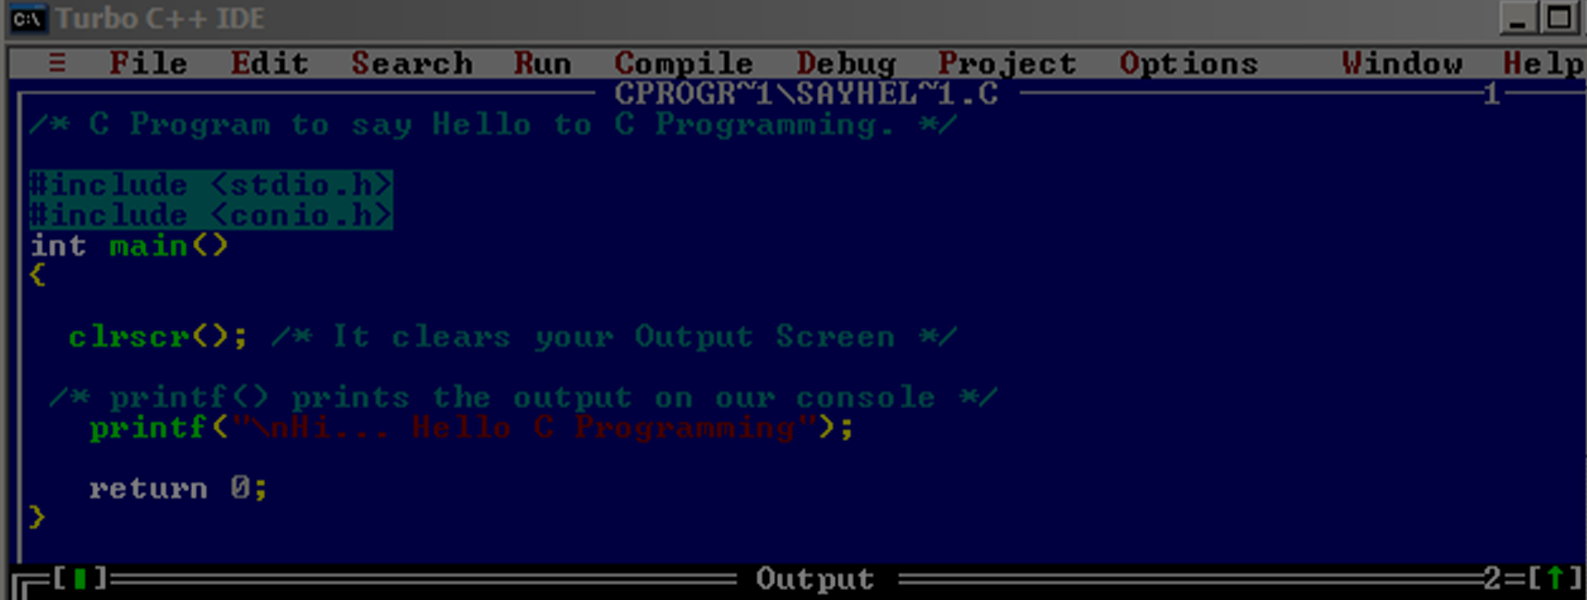 C:\ Turbo C++ IDE
≡ File Edit Search Run Compile Debug Project Options Window Help
CPROGR~1\SAYHEL~1.C 1
/* C Program to say Hello to C Programming. */
#include <stdio.h>
#include <conio.h>
int main()
{
clrscr(); /* It clears your Output Screen */
/* printf() prints the output on our console */
printf("\nHi... Hello C Programming");
return 0;
}
[▮] Output 2=[↑]